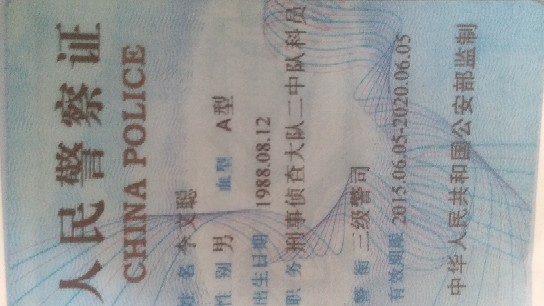 人民警察证
CHINA POLICE
姓名 李文聪
性别 男 血型 A型
出生日期 1988.08.12
职务 刑事侦查大队二中队科员
警衔 三级警司
有效期限 2015.06.05-2020.06.05
中华人民共和国公安部监制